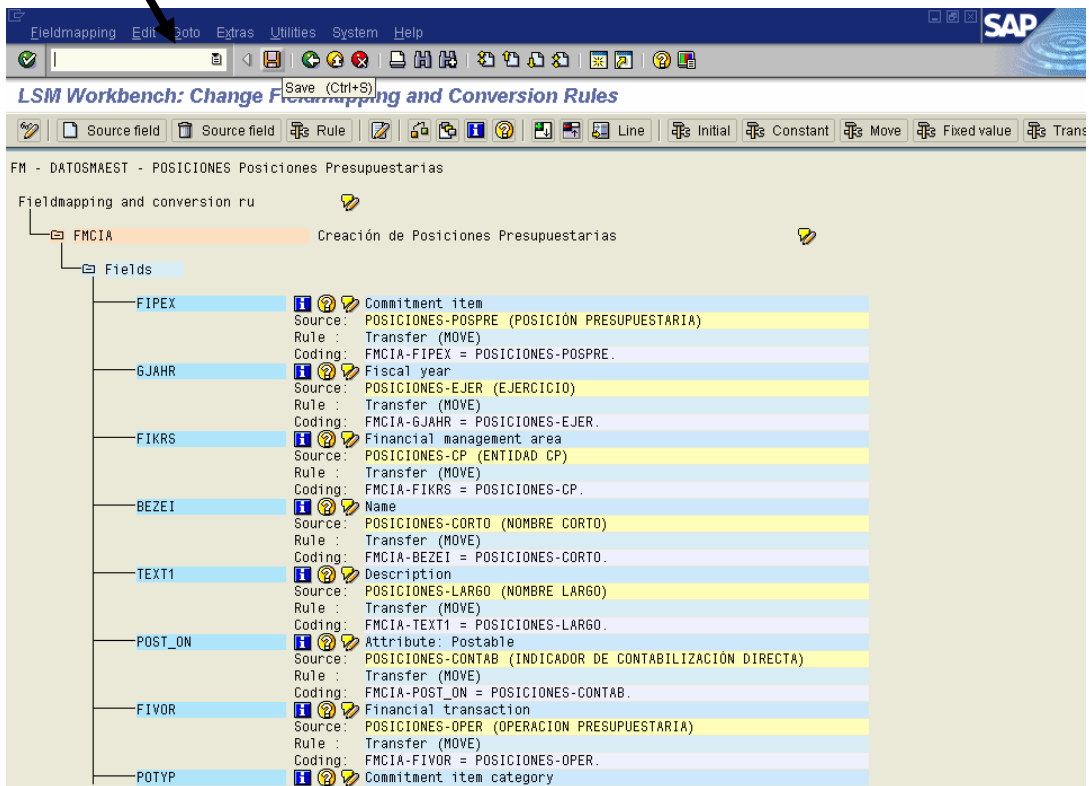 Fieldmapping Edit Goto Extras Utilities System Help
SAP
Save (Ctrl+S)
LSM Workbench: Change Fieldmapping and Conversion Rules
Source field Source field Rule Line Initial Constant Move Fixed value Trans
FM - DATOSMAEST - POSICIONES Posiciones Presupuestarias
Fieldmapping and conversion ru
FMCIA Creación de Posiciones Presupuestarias
Fields
FIPEX Commitment item
Source: POSICIONES-POSPRE (POSICIÓN PRESUPUESTARIA)
Rule : Transfer (MOVE)
Coding: FMCIA-FIPEX = POSICIONES-POSPRE.
GJAHR Fiscal year
Source: POSICIONES-EJER (EJERCICIO)
Rule : Transfer (MOVE)
Coding: FMCIA-GJAHR = POSICIONES-EJER.
FIKRS Financial management area
Source: POSICIONES-CP (ENTIDAD CP)
Rule : Transfer (MOVE)
Coding: FMCIA-FIKRS = POSICIONES-CP.
BEZEI Name
Source: POSICIONES-CORTO (NOMBRE CORTO)
Rule : Transfer (MOVE)
Coding: FMCIA-BEZEI = POSICIONES-CORTO.
TEXT1 Description
Source: POSICIONES-LARGO (NOMBRE LARGO)
Rule : Transfer (MOVE)
Coding: FMCIA-TEXT1 = POSICIONES-LARGO.
POST_ON Attribute: Postable
Source: POSICIONES-CONTAB (INDICADOR DE CONTABILIZACIÓN DIRECTA)
Rule : Transfer (MOVE)
Coding: FMCIA-POST_ON = POSICIONES-CONTAB.
FIVOR Financial transaction
Source: POSICIONES-OPER (OPERACION PRESUPUESTARIA)
Rule : Transfer (MOVE)
Coding: FMCIA-FIVOR = POSICIONES-OPER.
POTYP Commitment item category